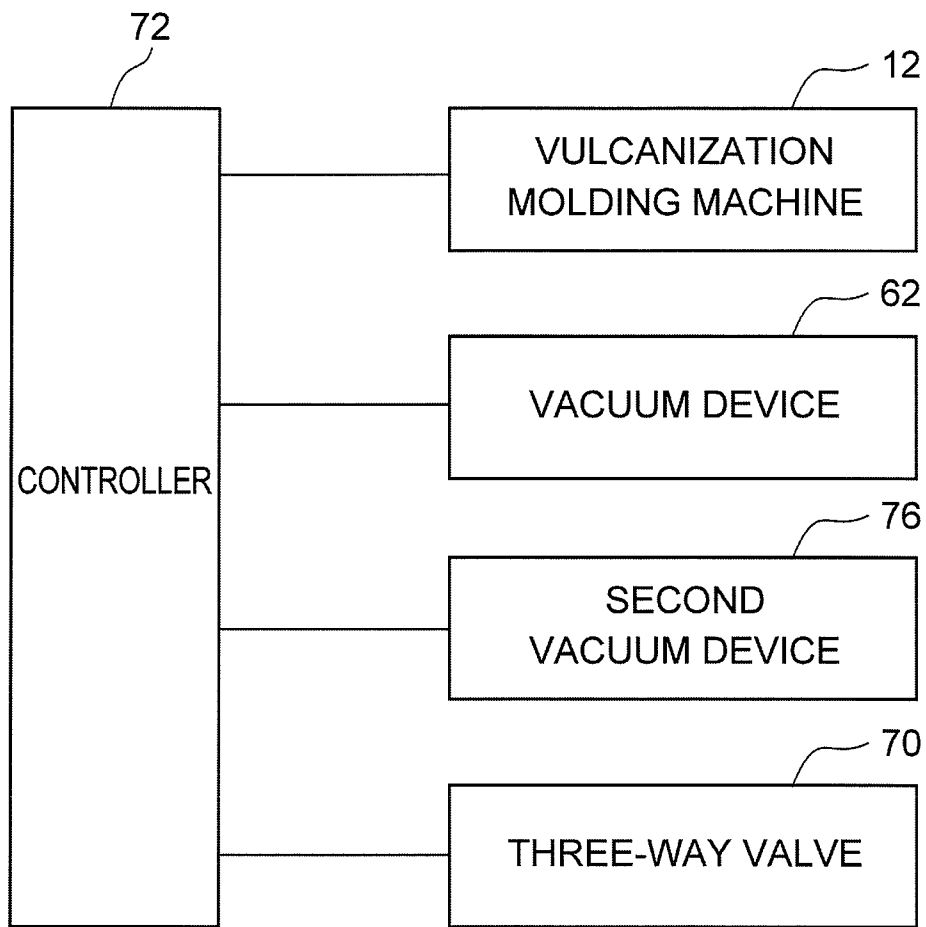 72
12
VULCANIZATION
MOLDING MACHINE
62
VACUUM DEVICE
CONTROLLER
76
SECOND
VACUUM DEVICE
70
THREE-WAY VALVE